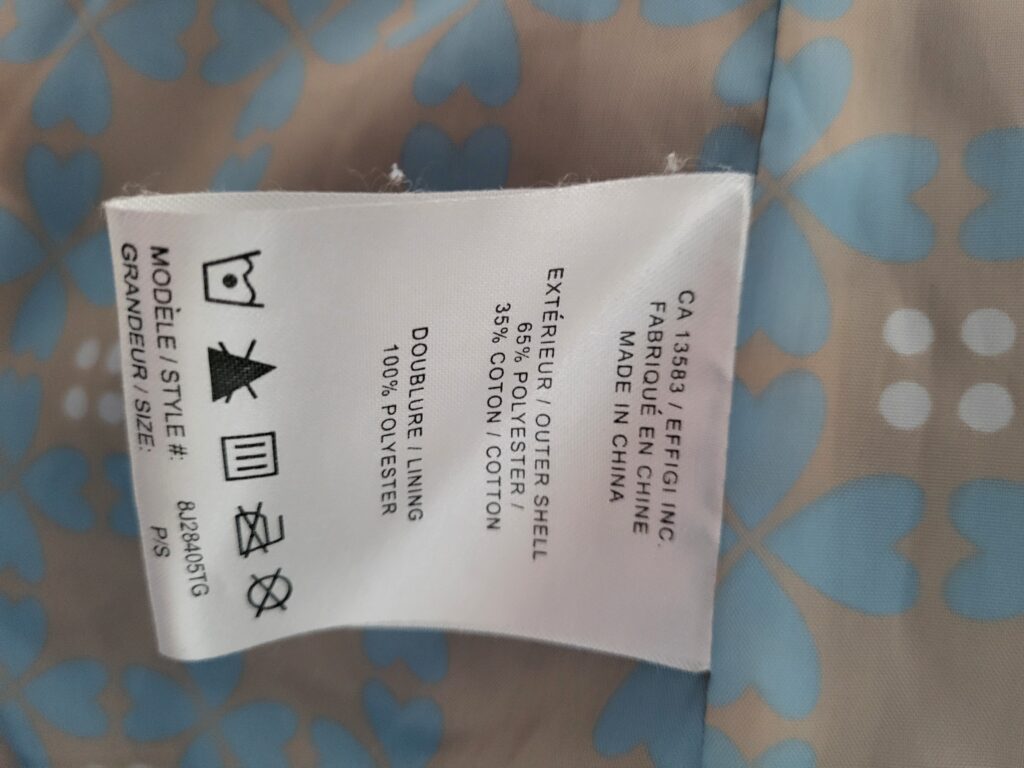 CA 13583 / EFFIGI INC.
FABRIQUÉ EN CHINE
MADE IN CHINA
EXTÉRIEUR / OUTER SHELL
65% POLYESTER /
35% COTON / COTTON
DOUBLURE / LINING
100% POLYESTER
MODÈLE / STYLE #: 8J28405TG
GRANDEUR / SIZE: P/S